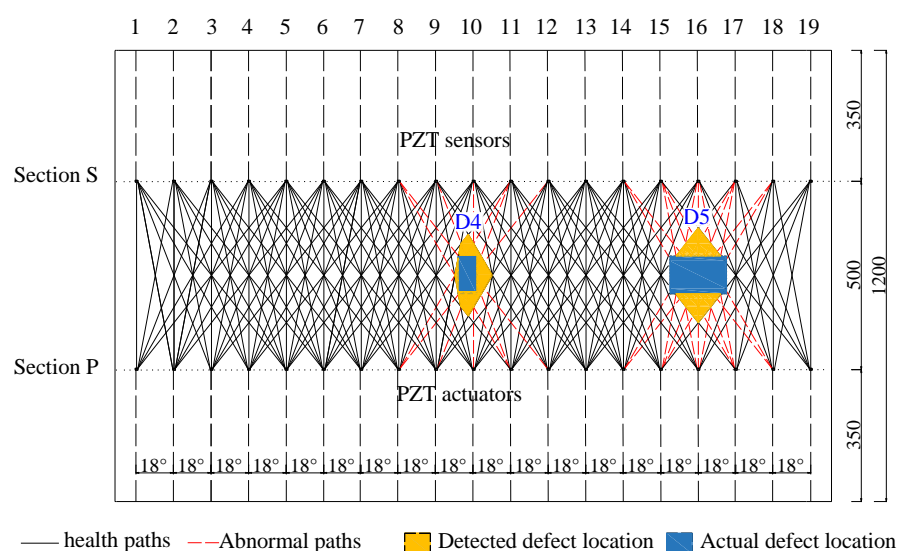 1 2 3 4 5 6 7 8 9 10 11 12 13 14 15 16 17 18 19
PZT sensors
Section S
D4
D5
Section P
PZT actuators
350
500
350
1200
18° 18° 18° 18° 18° 18° 18° 18° 18° 18° 18° 18° 18° 18° 18° 18° 18° 18°
health paths Abnormal paths Detected defect location Actual defect location